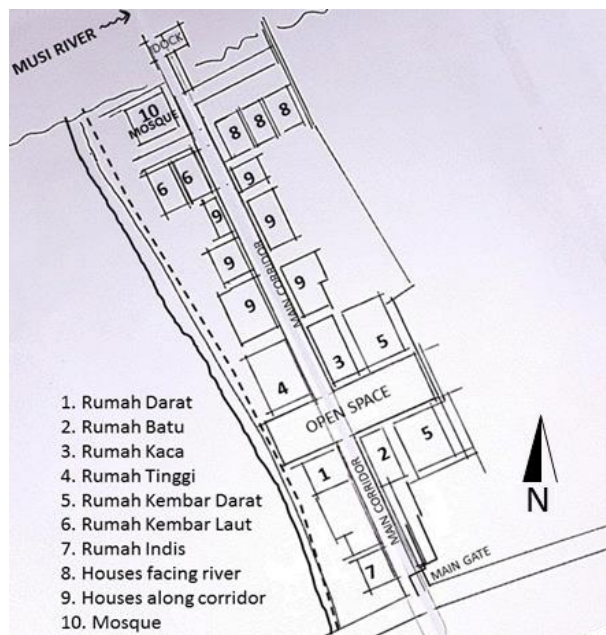 MUSI RIVER
DOCK
10
MOSQUE
8 8 8
6 6
9
9
9
9
MAIN CORRIDOR
9
9
3
5
4
OPEN SPACE
1
2
5
MAIN CORRIDOR
7
MAIN GATE
N
1. Rumah Darat
2. Rumah Batu
3. Rumah Kaca
4. Rumah Tinggi
5. Rumah Kembar Darat
6. Rumah Kembar Laut
7. Rumah Indis
8. Houses facing river
9. Houses along corridor
10. Mosque